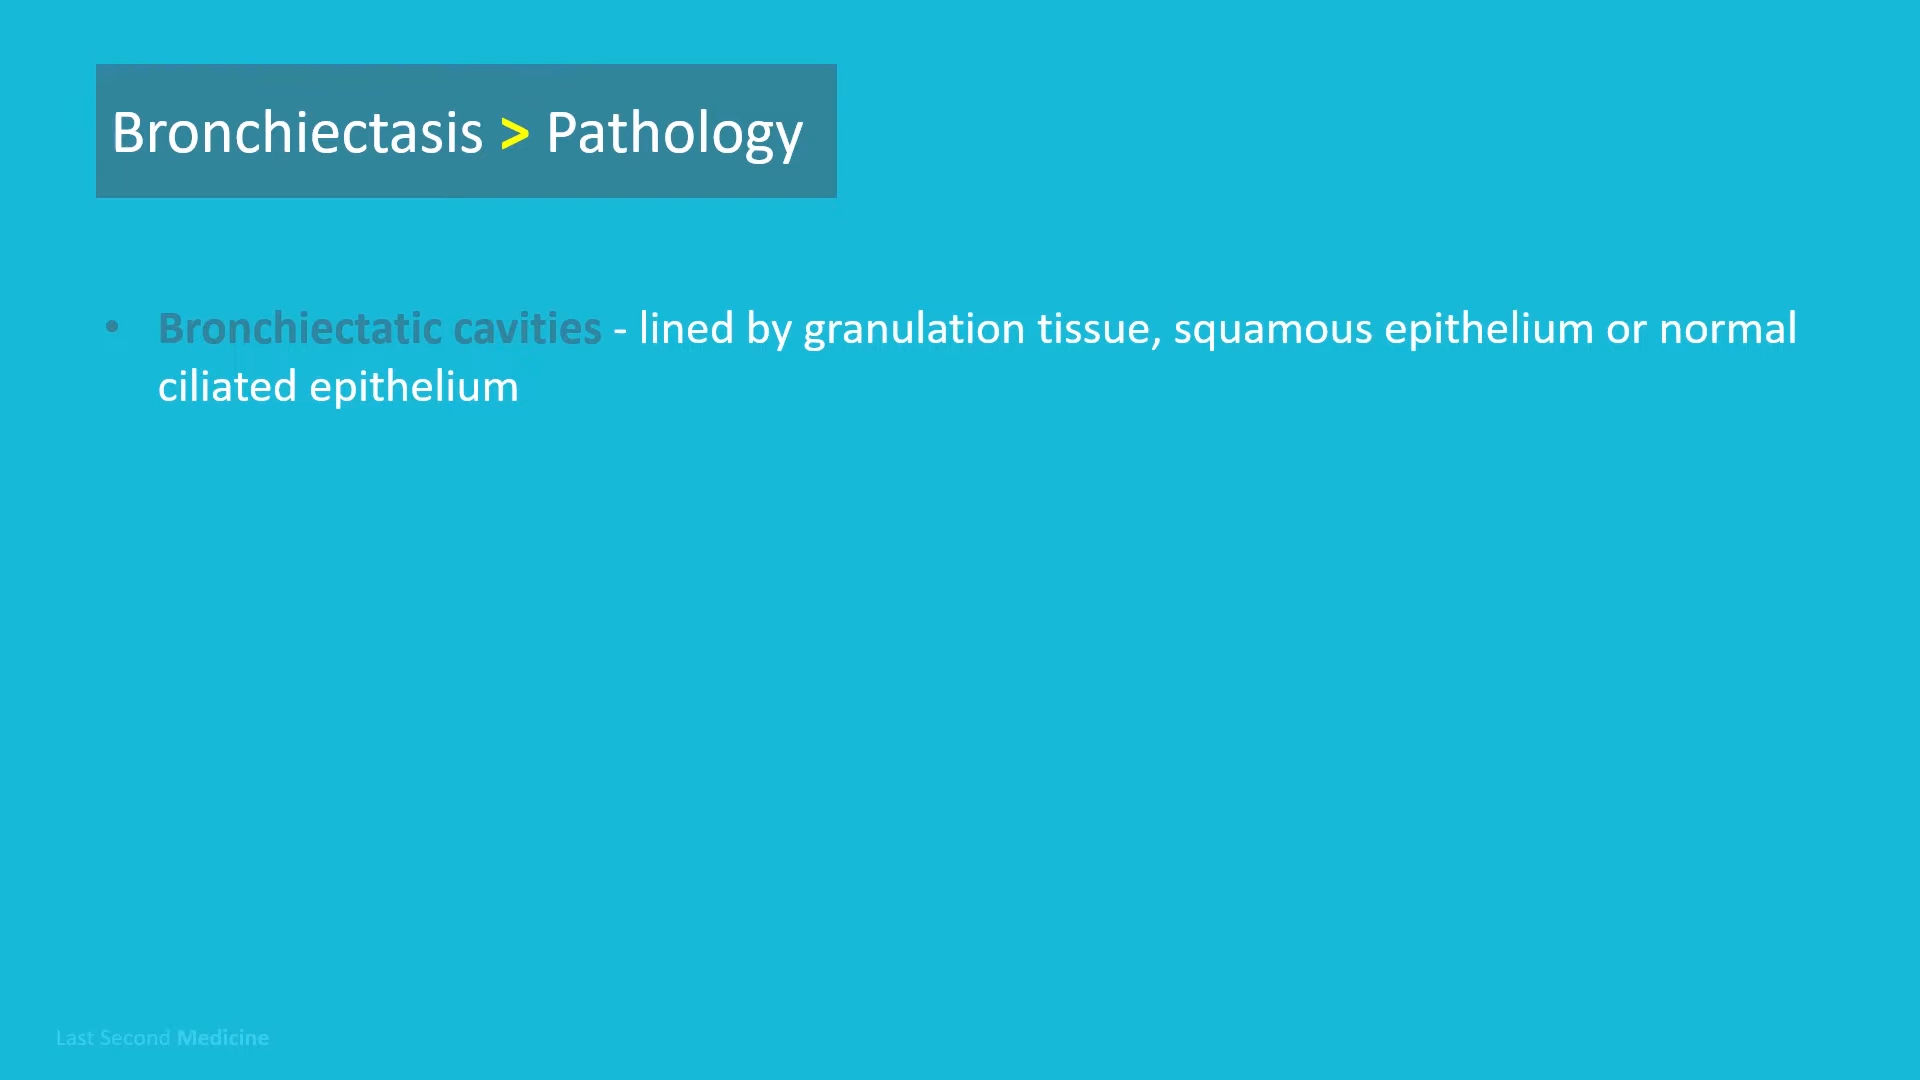 Bronchiectasis > Pathology
• Bronchiectatic cavities - lined by granulation tissue, squamous epithelium or normal
ciliated epithelium
Last Second Medicine